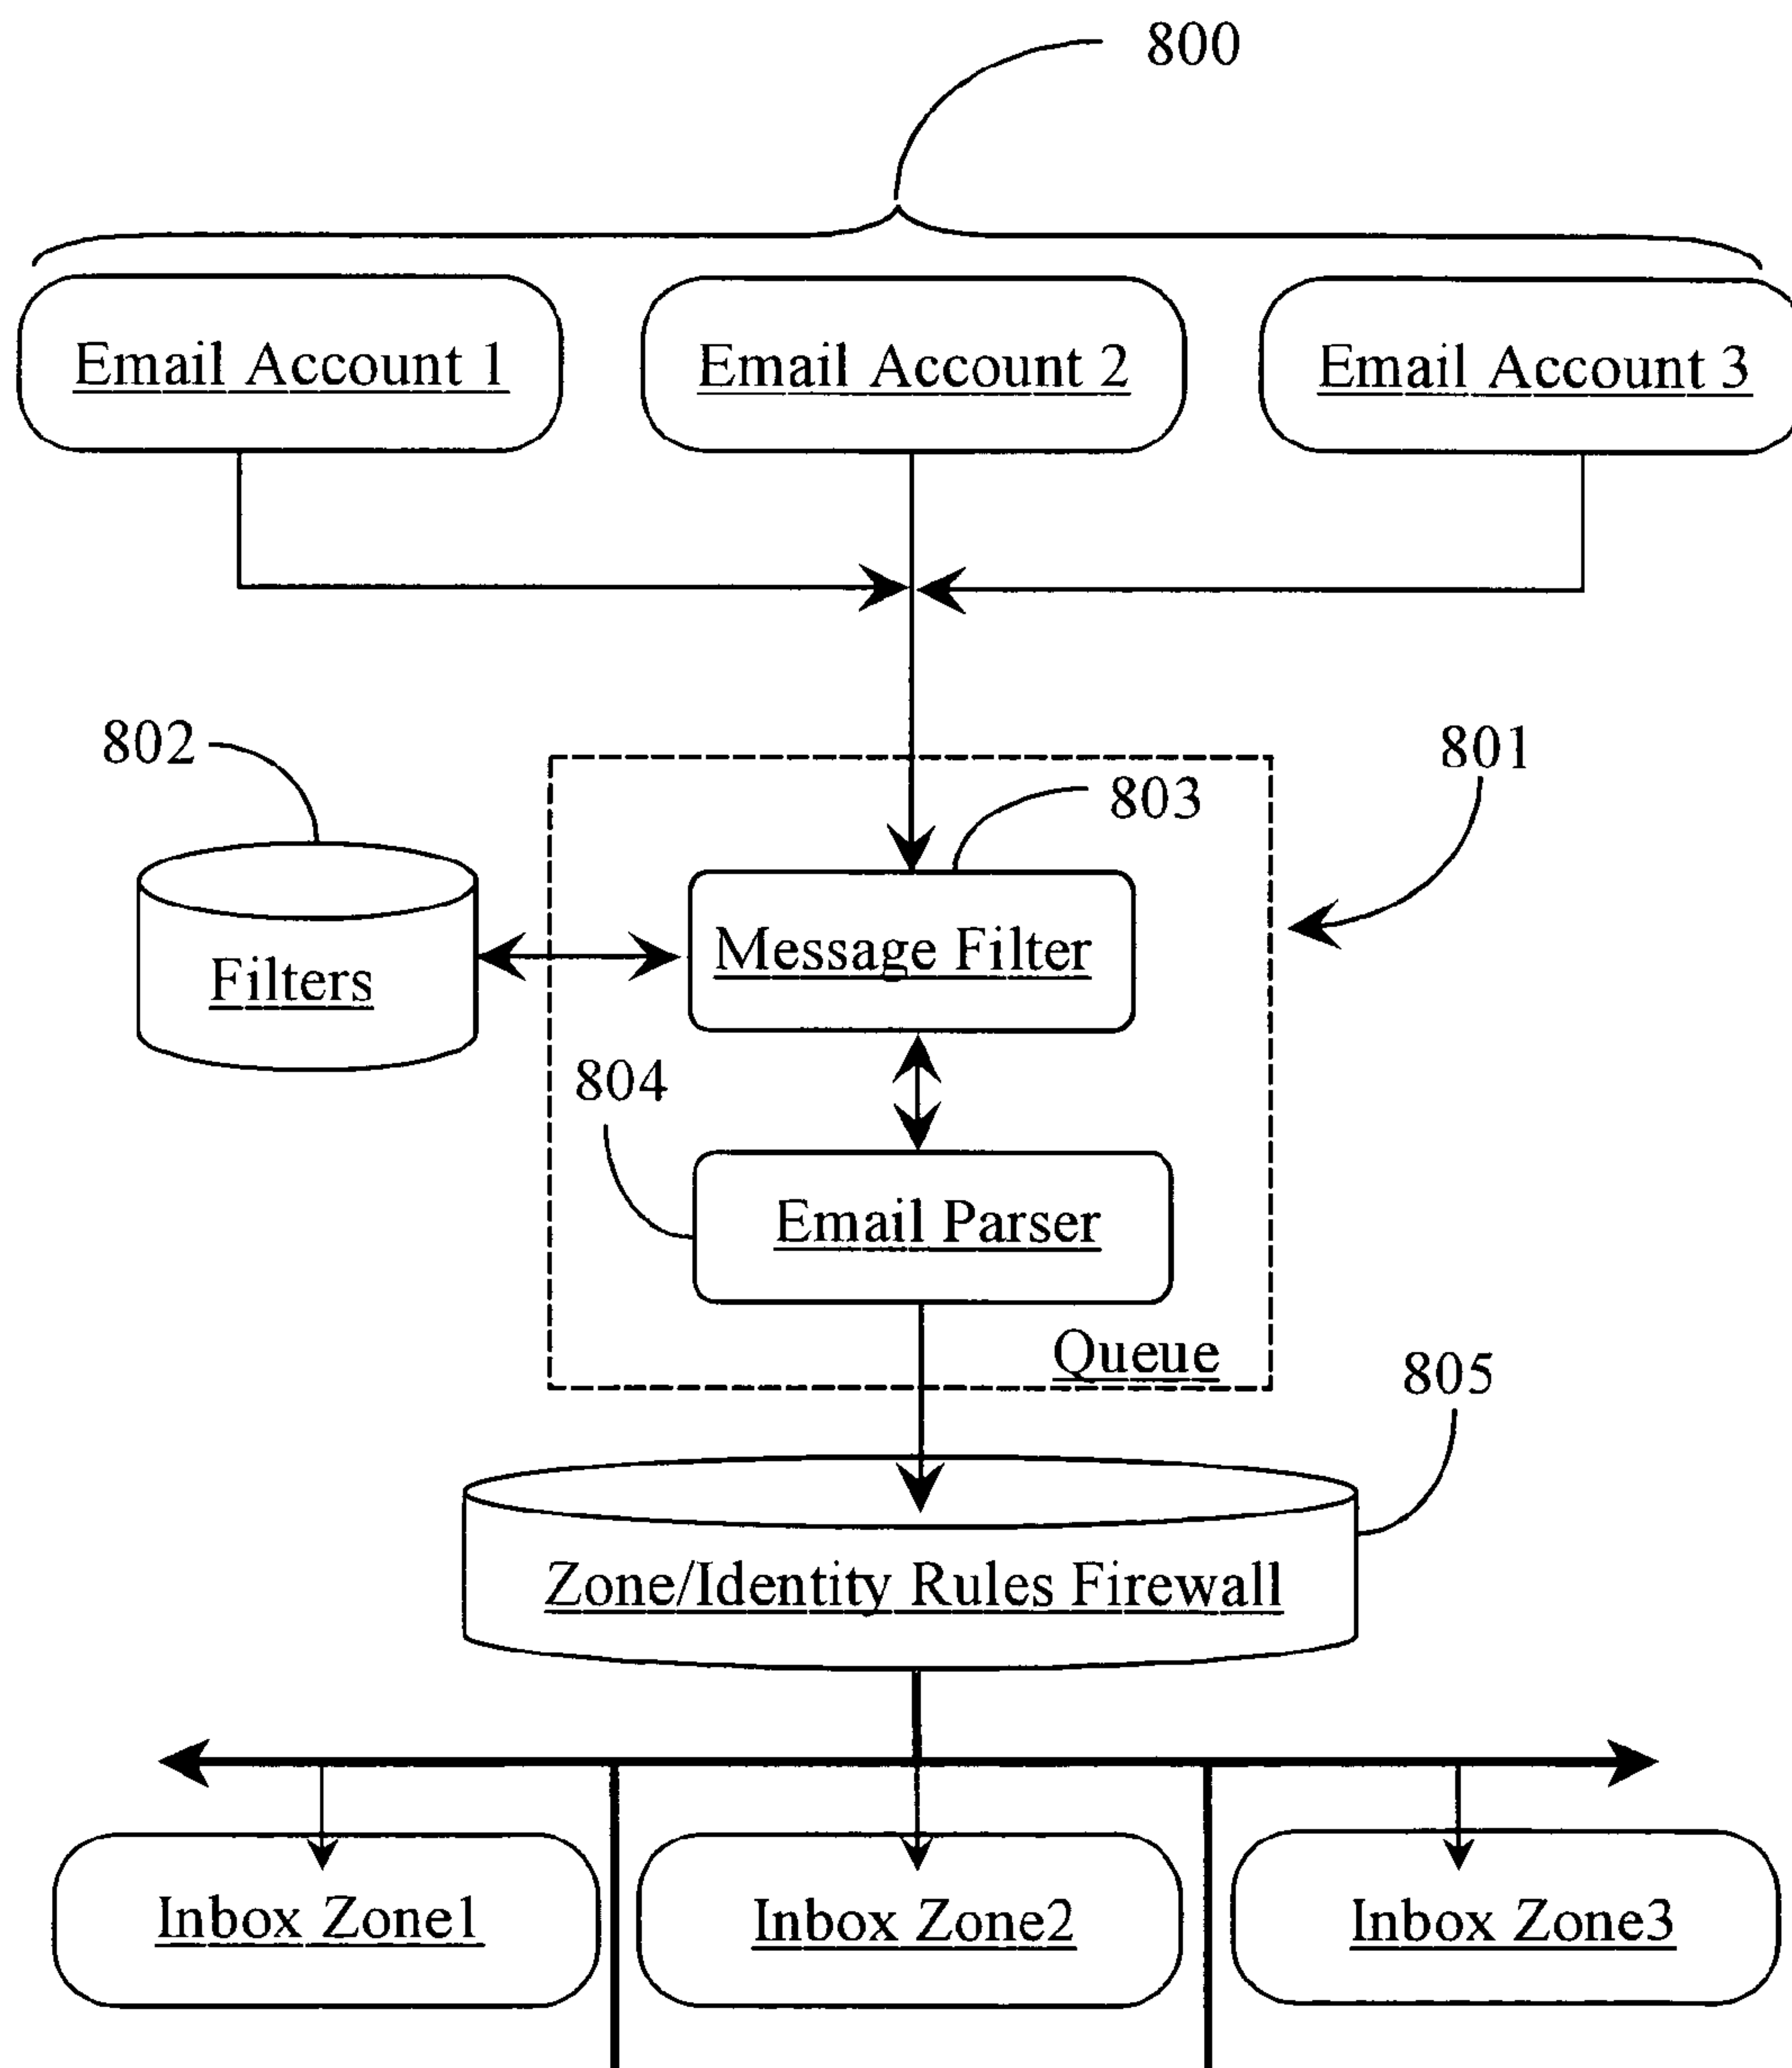 800
Email Account 1
Email Account 2
Email Account 3
802
801
803
Message Filter
Filters
804
Email Parser
Queue
805
Zone/Identity Rules Firewall
Inbox Zone1
Inbox Zone2
Inbox Zone3